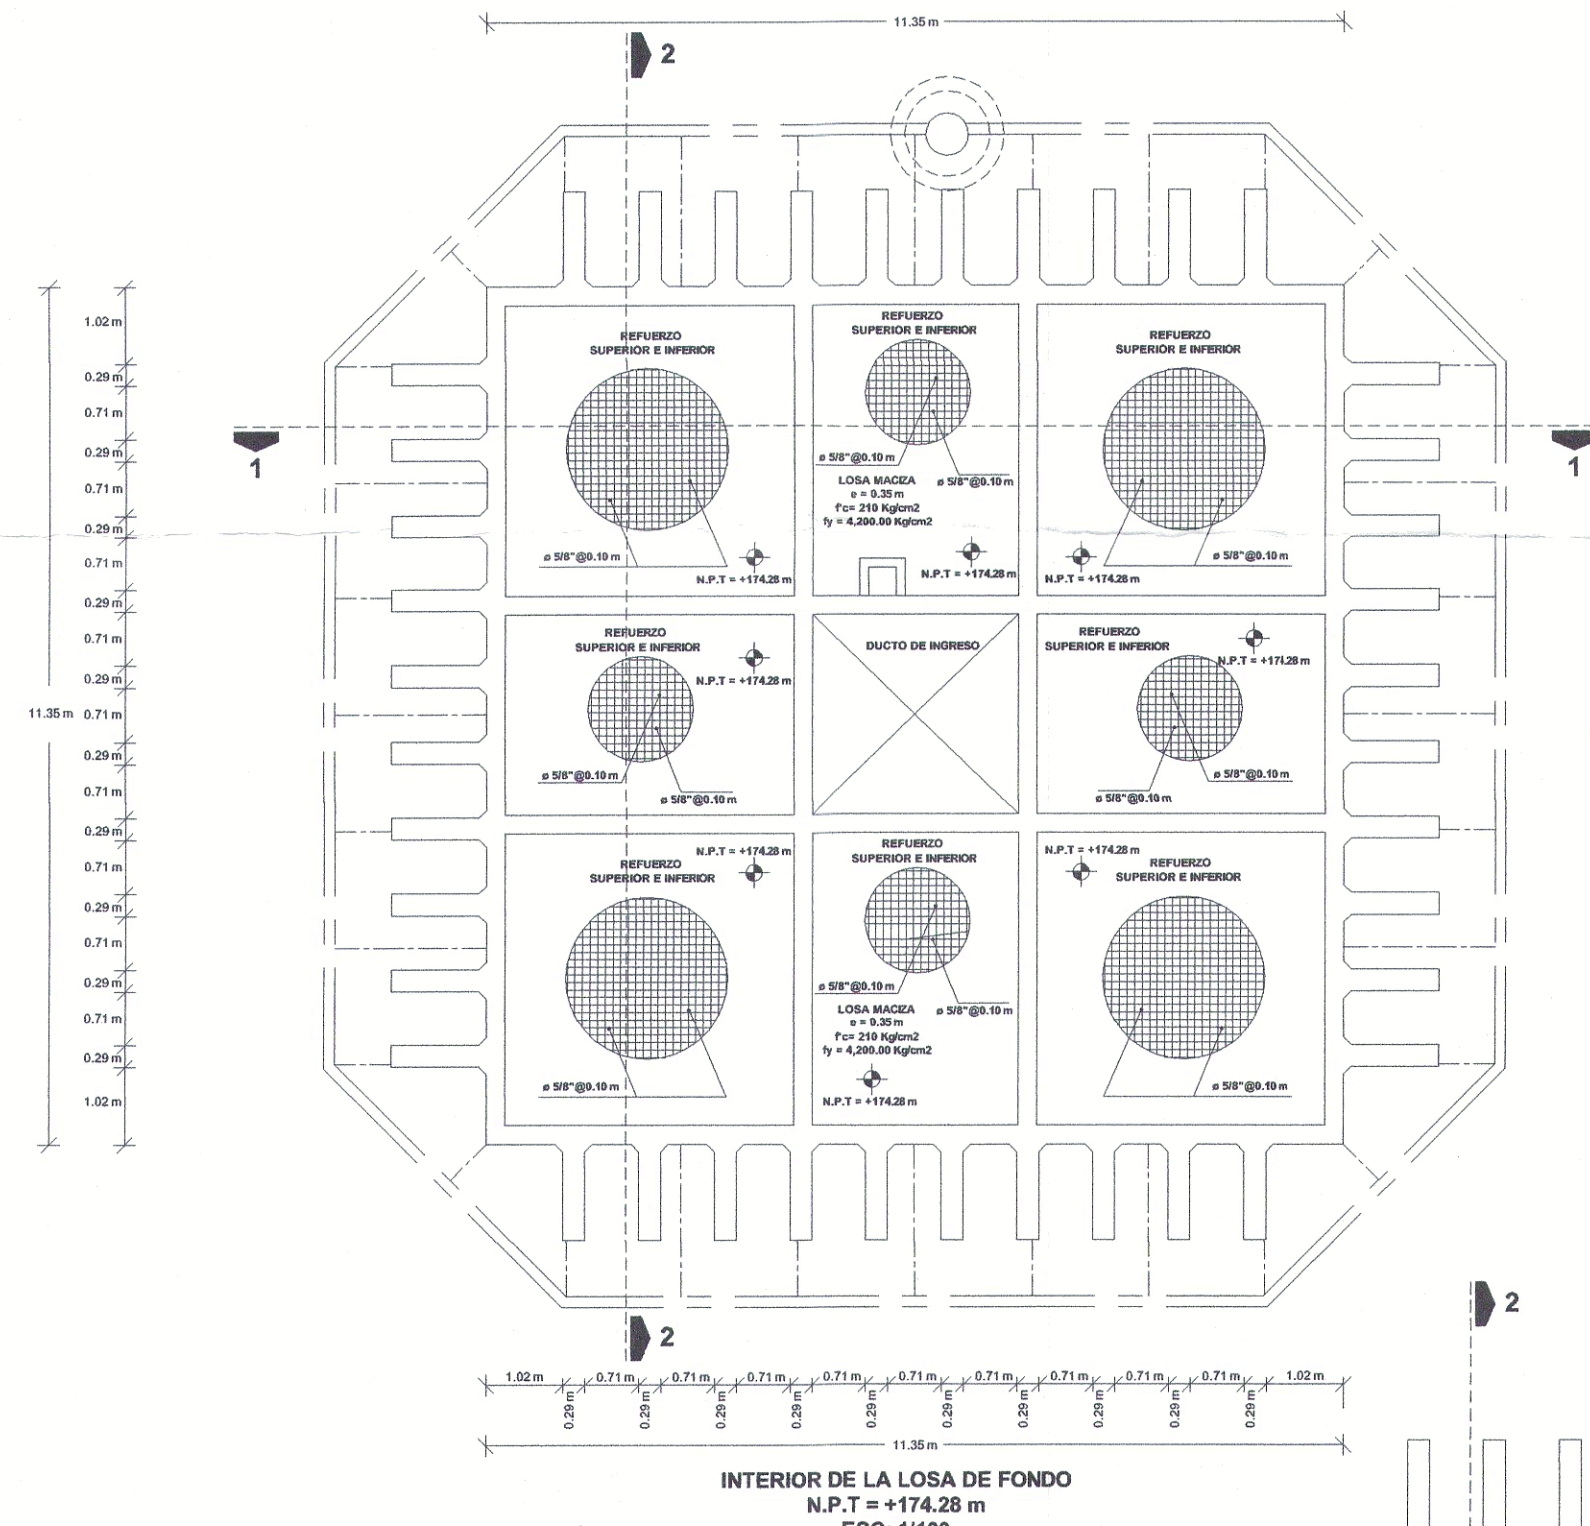 11.35 m
2
REFUERZO
SUPERIOR E INFERIOR
ø 5/8"@0.10 m
N.P.T = +174.28 m
REFUERZO
SUPERIOR E INFERIOR
ø 5/8"@0.10 m
ø 5/8"@0.10 m
LOSA MACIZA
e = 0.35 m
f'c= 210 Kg/cm2
fy = 4,200.00 Kg/cm2
N.P.T = +174.28 m
REFUERZO
SUPERIOR E INFERIOR
ø 5/8"@0.10 m
N.P.T = +174.28 m
1
1
REFUERZO
SUPERIOR E INFERIOR
N.P.T = +174.28 m
ø 5/8"@0.10 m
ø 5/8"@0.10 m
DUCTO DE INGRESO
REFUERZO
SUPERIOR E INFERIOR
N.P.T = +174.28 m
ø 5/8"@0.10 m
ø 5/8"@0.10 m
N.P.T = +174.28 m
REFUERZO
SUPERIOR E INFERIOR
ø 5/8"@0.10 m
REFUERZO
SUPERIOR E INFERIOR
ø 5/8"@0.10 m
ø 5/8"@0.10 m
LOSA MACIZA
e = 0.35 m
f'c= 210 Kg/cm2
fy = 4,200.00 Kg/cm2
N.P.T = +174.28 m
N.P.T = +174.28 m
REFUERZO
SUPERIOR E INFERIOR
ø 5/8"@0.10 m
1.02 m
0.29 m
0.71 m
0.29 m
0.71 m
0.29 m
0.71 m
0.29 m
0.71 m
0.29 m
11.35 m
0.71 m
0.29 m
0.71 m
0.29 m
0.71 m
0.29 m
0.71 m
0.29 m
0.71 m
0.29 m
1.02 m
2
2
1.02 m 0.71 m 0.71 m 0.71 m 0.71 m 0.71 m 0.71 m 0.71 m 0.71 m 0.71 m 1.02 m
0.29 m 0.29 m 0.29 m 0.29 m 0.29 m 0.29 m 0.29 m 0.29 m 0.29 m 0.29 m
11.35 m
INTERIOR DE LA LOSA DE FONDO
N.P.T = +174.28 m